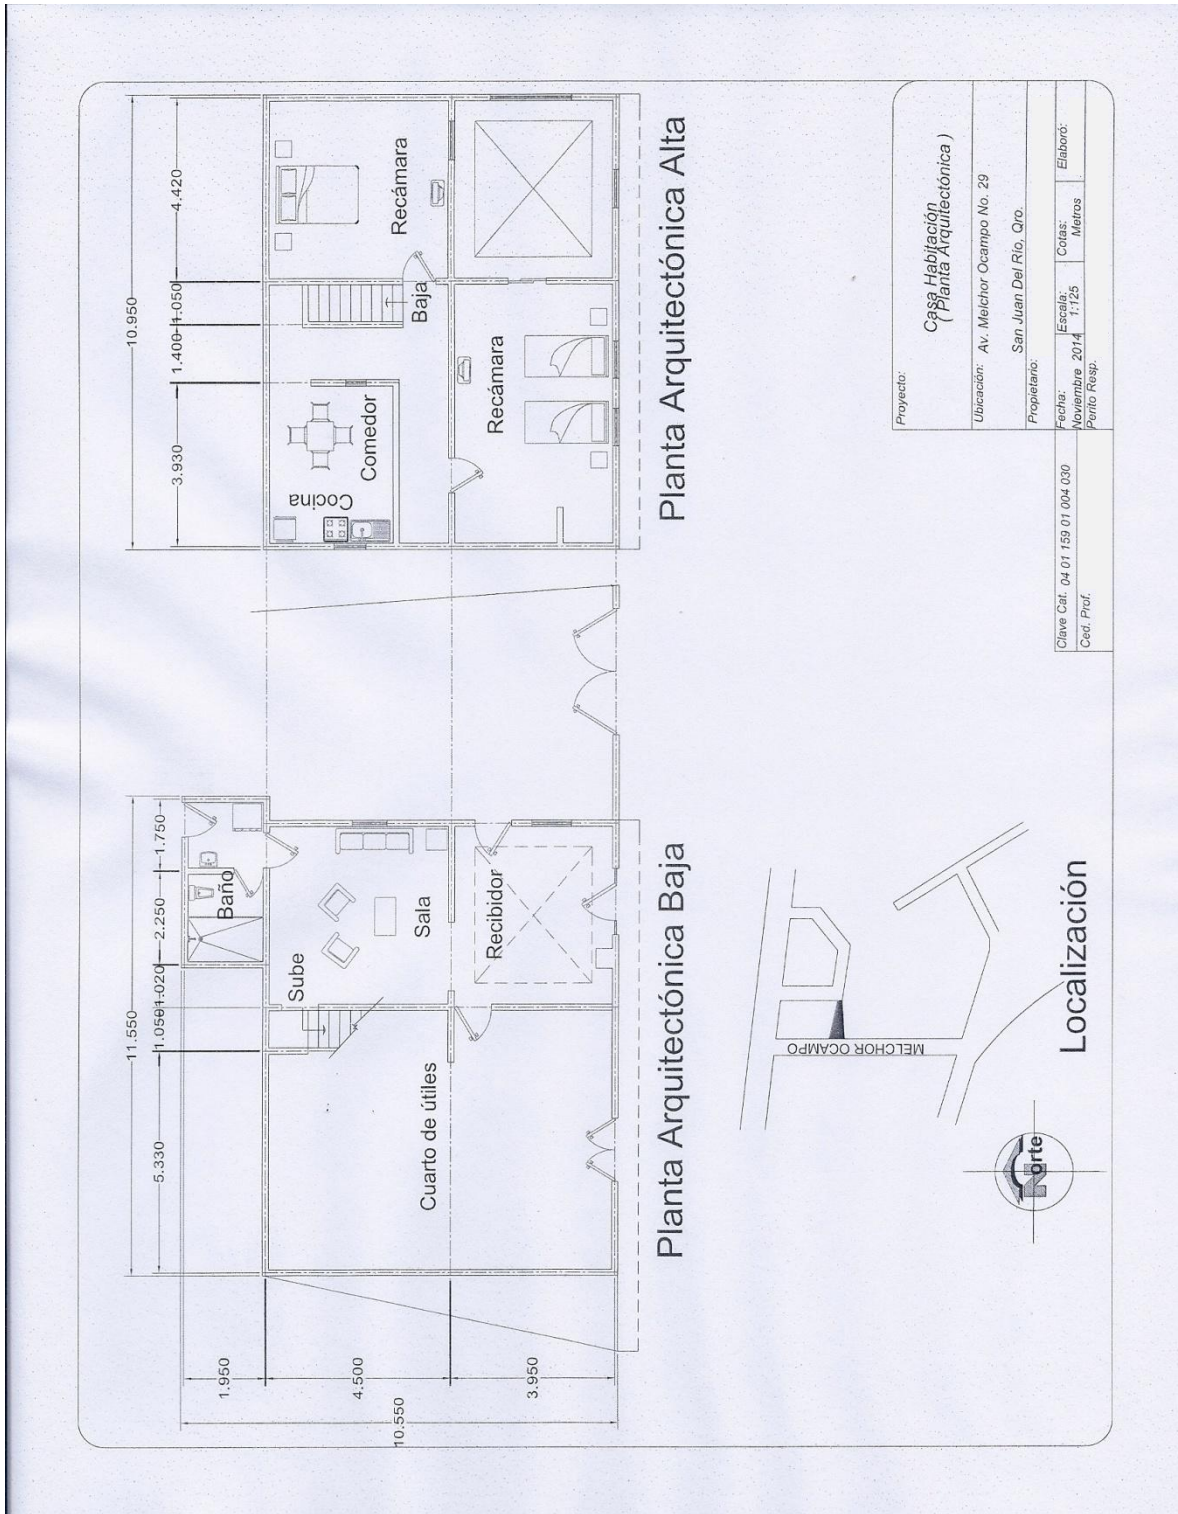 11.550
5.330
1.050
1.020
2.250
1.750
10.950
3.930
1.400
1.050
4.420
1.950
4.500
3.950
10.550
Baño
Sube
Sala
Cuarto de útiles
Recibidor
Planta Arquitectónica Baja
Cocina
Comedor
Baja
Recámara
Recámara
Planta Arquitectónica Alta
MELCHOR OCAMPO
Norte
Localización
Proyecto:
Casa Habitación
( Planta Arquitectónica )
Ubicación: Av. Melchor Ocampo No. 29
San Juan Del Río, Qro.
Propietario:
Clave Cat. 04 01 159 01 004 030
Fecha: Escala: Cotas: Elaboró:
Noviembre 2014 1:125 Metros
Ced. Prof.
Perito Resp.